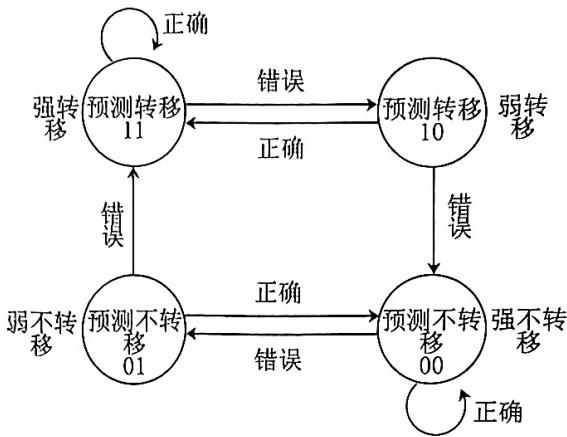 正确
强转
移
预测转移
11
错误
正确
预测转移
10
弱转
移
错
误
错
误
弱不转
移
预测不转
移
01
正确
错误
预测不转
移
00
强不转
移
正确